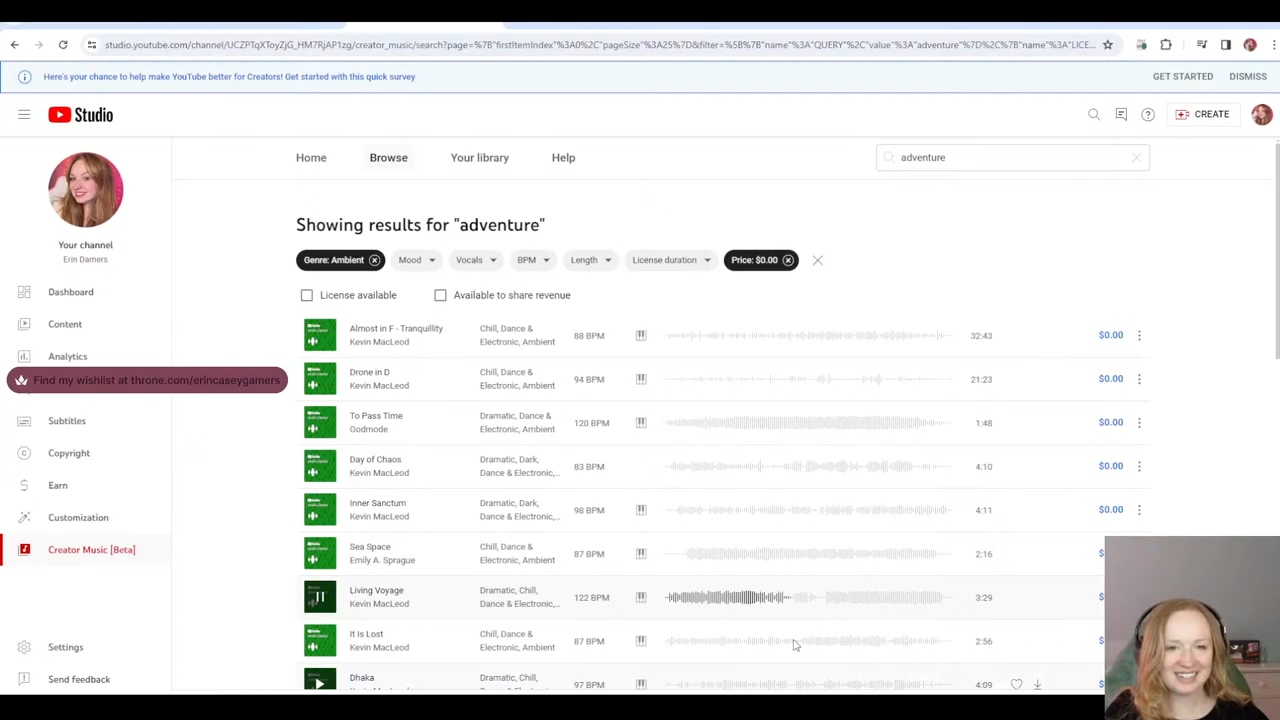 studio.youtube.com/channel/UCZPTqXToyZjG_HM7RjAP1zg/creator_music/search?page=%7B"firstItemIndex"%3A0%2C"pageSize"%3A25%7D&filter=%5B%7B"name"%3A"QUERY"%2C"value"%3A"adventure"%7D%2C%7B"name"%3A"LICE...
Here's your chance to help make YouTube better for Creators! Get started with this quick survey
GET STARTED
DISMISS
Studio
CREATE
Home
Browse
Your library
Help
adventure
Your channel
Erin Damers
Dashboard
Content
Analytics
Find my wishlist at throne.com/erincaseygamers
Subtitles
Copyright
Earn
Customization
Creator Music [Beta]
Settings
Send feedback
Showing results for "adventure"
Genre: Ambient
Mood
Vocals
BPM
Length
License duration
Price: $0.00
License available
Available to share revenue
Almost in F - Tranquillity
Kevin MacLeod
Chill, Dance &
Electronic, Ambient
88 BPM
32:43
$0.00
Drone in D
Kevin MacLeod
Chill, Dance &
Electronic, Ambient
94 BPM
21:23
$0.00
To Pass Time
Godmode
Dramatic, Dance &
Electronic, Ambient
120 BPM
1:48
$0.00
Day of Chaos
Kevin MacLeod
Dramatic, Dark,
Dance & Electronic,...
83 BPM
4:10
$0.00
Inner Sanctum
Kevin MacLeod
Dramatic, Dark,
Dance & Electronic,...
98 BPM
4:11
$0.00
Sea Space
Emily A. Sprague
Chill, Dance &
Electronic, Ambient
87 BPM
2:16
Living Voyage
Kevin MacLeod
Dramatic, Chill,
Dance & Electronic,...
122 BPM
3:29
It Is Lost
Kevin MacLeod
Chill, Dance &
Electronic, Ambient
87 BPM
2:56
Dhaka
Dramatic, Chill,
97 BPM
4:09